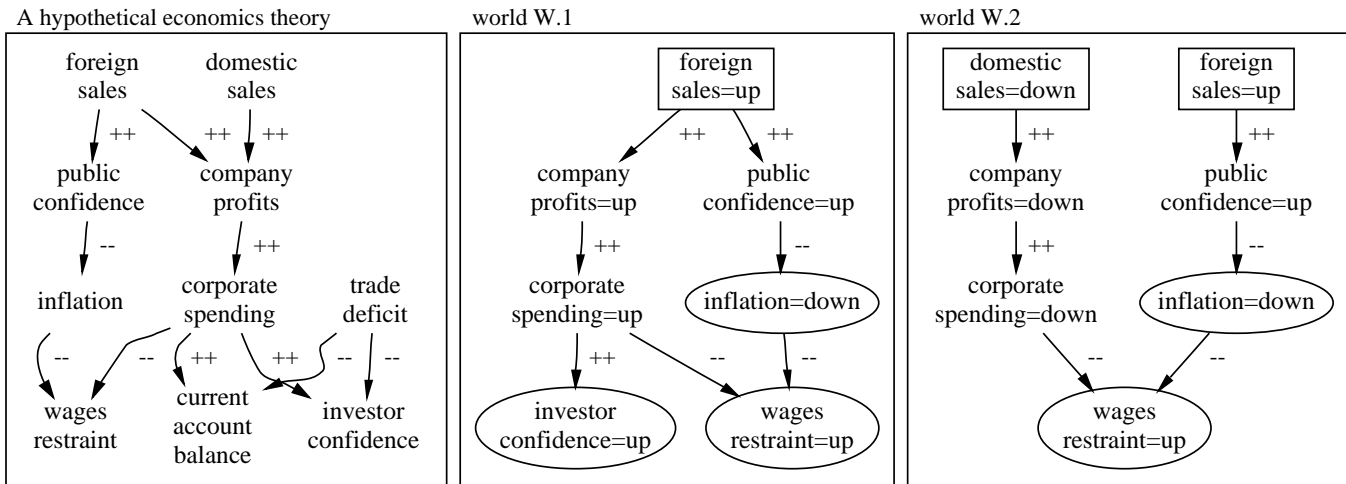 A hypothetical economics theory
foreign
sales
domestic
sales
++
++
++
public
confidence
company
profits
--
++
inflation
corporate
spending
trade
deficit
--
--
++
++
--
--
wages
restraint
current
account
balance
investor
confidence
world W.1
foreign
sales=up
++
++
company
profits=up
public
confidence=up
++
--
corporate
spending=up
inflation=down
++
--
--
investor
confidence=up
wages
restraint=up
world W.2
domestic
sales=down
foreign
sales=up
++
++
company
profits=down
public
confidence=up
++
--
corporate
spending=down
inflation=down
--
--
wages
restraint=up